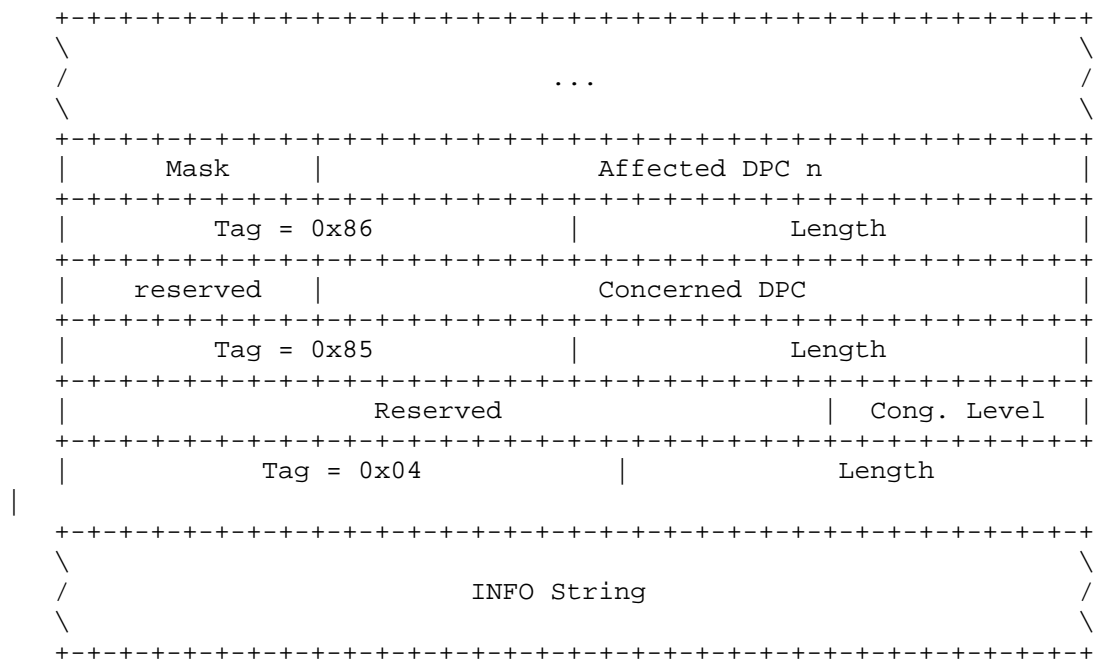 +-+-+-+-+-+-+-+-+-+-+-+-+-+-+-+-+-+-+-+-+-+-+-+-+-+-+-+-+-+-+-+-+
\                                                               \
/                              ...                              /
\                                                               \
+-+-+-+-+-+-+-+-+-+-+-+-+-+-+-+-+-+-+-+-+-+-+-+-+-+-+-+-+-+-+-+-+
|      Mask     |                 Affected DPC n                |
+-+-+-+-+-+-+-+-+-+-+-+-+-+-+-+-+-+-+-+-+-+-+-+-+-+-+-+-+-+-+-+-+
|         Tag = 0x86            |             Length            |
+-+-+-+-+-+-+-+-+-+-+-+-+-+-+-+-+-+-+-+-+-+-+-+-+-+-+-+-+-+-+-+-+
|    reserved   |                 Concerned DPC                 |
+-+-+-+-+-+-+-+-+-+-+-+-+-+-+-+-+-+-+-+-+-+-+-+-+-+-+-+-+-+-+-+-+
|         Tag = 0x85            |             Length            |
+-+-+-+-+-+-+-+-+-+-+-+-+-+-+-+-+-+-+-+-+-+-+-+-+-+-+-+-+-+-+-+-+
|                   Reserved                    |  Cong. Level  |
+-+-+-+-+-+-+-+-+-+-+-+-+-+-+-+-+-+-+-+-+-+-+-+-+-+-+-+-+-+-+-+-+
|            Tag = 0x04            |             Length
|
+-+-+-+-+-+-+-+-+-+-+-+-+-+-+-+-+-+-+-+-+-+-+-+-+-+-+-+-+-+-+-+-+
\                                                               \
/                         INFO String                           /
\                                                               \
+-+-+-+-+-+-+-+-+-+-+-+-+-+-+-+-+-+-+-+-+-+-+-+-+-+-+-+-+-+-+-+-+